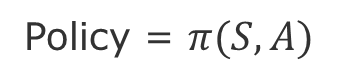 Policy = π(S, A)